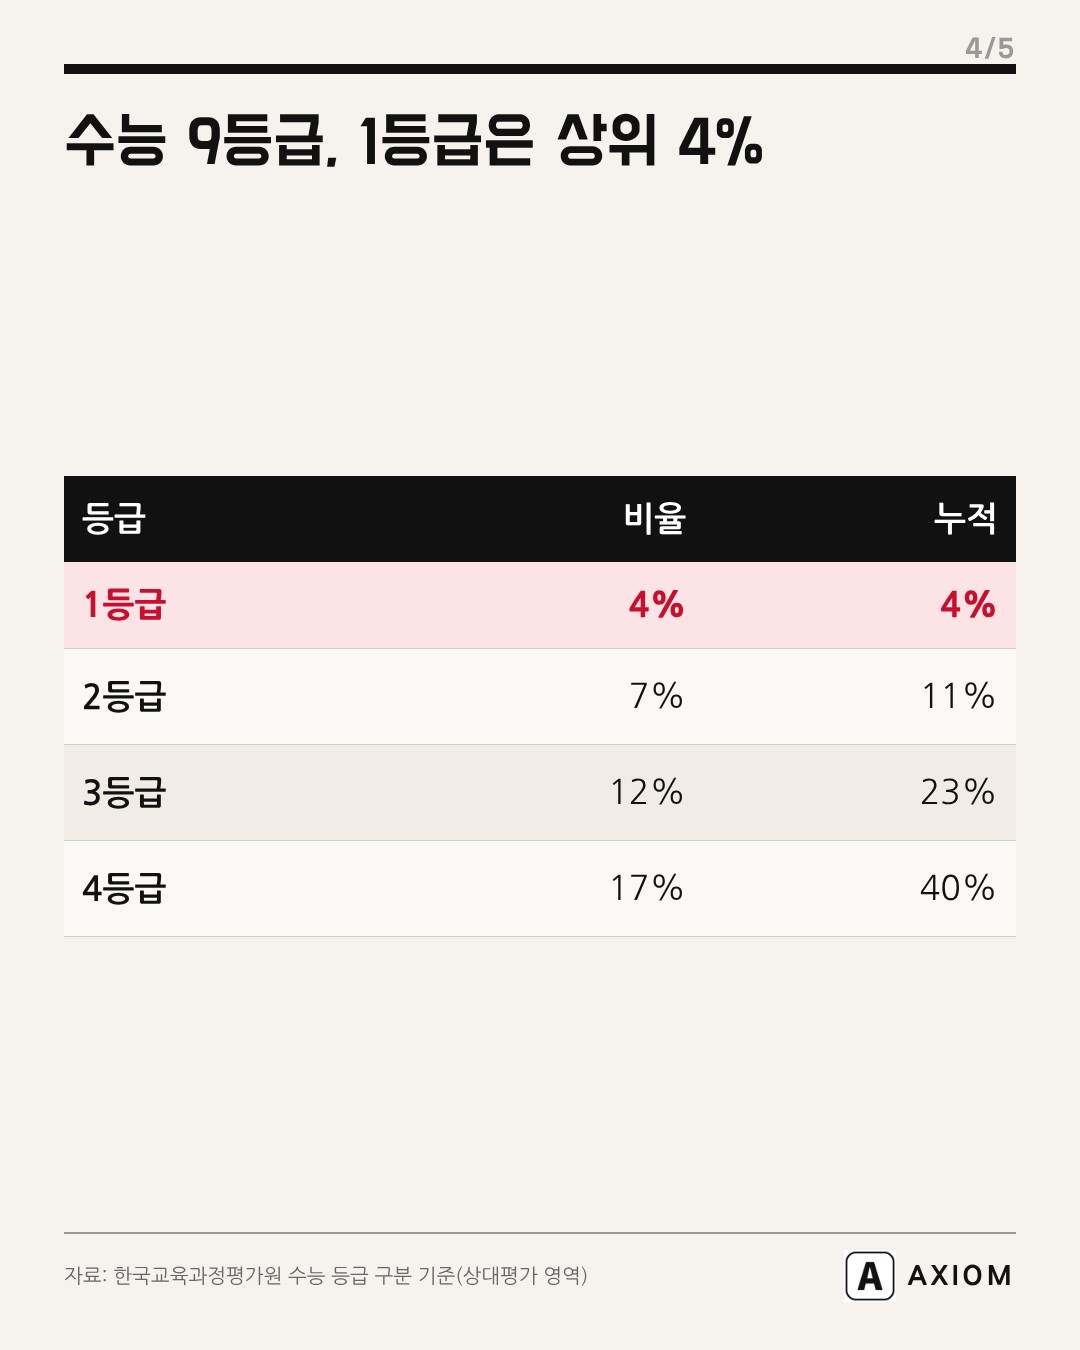 4/5
수능 9등급, 1등급은 상위 4%
등급 비율 누적
1등급 4% 4%
2등급 7% 11%
3등급 12% 23%
4등급 17% 40%
자료: 한국교육과정평가원 수능 등급 구분 기준(상대평가 영역)
A AXIOM